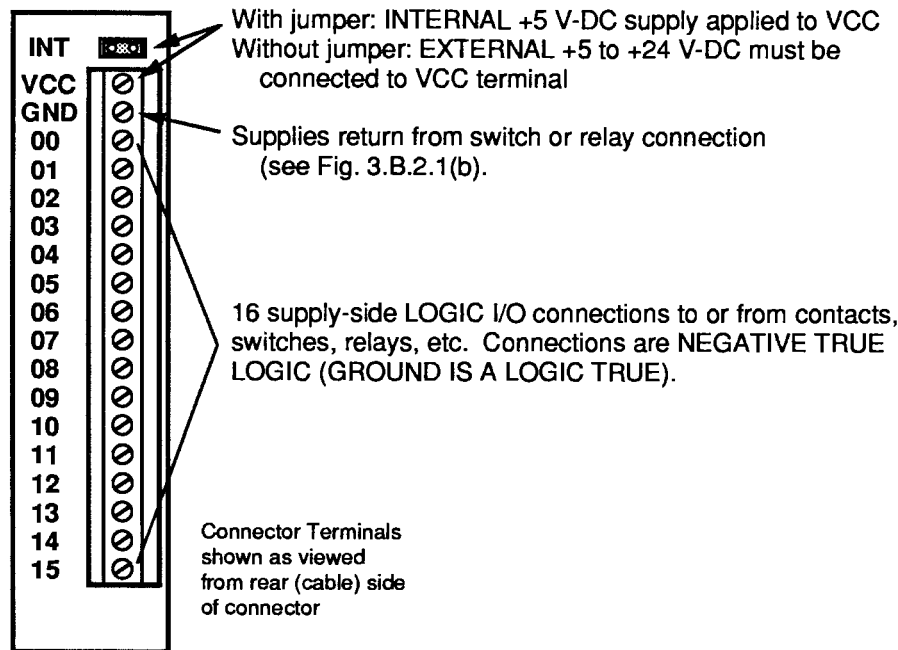 With jumper: INTERNAL +5 V-DC supply applied to VCC
Without jumper: EXTERNAL +5 to +24 V-DC must be
connected to VCC terminal
INT
VCC
GND
00
01
02
03
04
05
06
07
08
09
10
11
12
13
14
15
Supplies return from switch or relay connection
(see Fig. 3.B.2.1(b).
16 supply-side LOGIC I/O connections to or from contacts,
switches, relays, etc. Connections are NEGATIVE TRUE
LOGIC (GROUND IS A LOGIC TRUE).
Connector Terminals
shown as viewed
from rear (cable) side
of connector